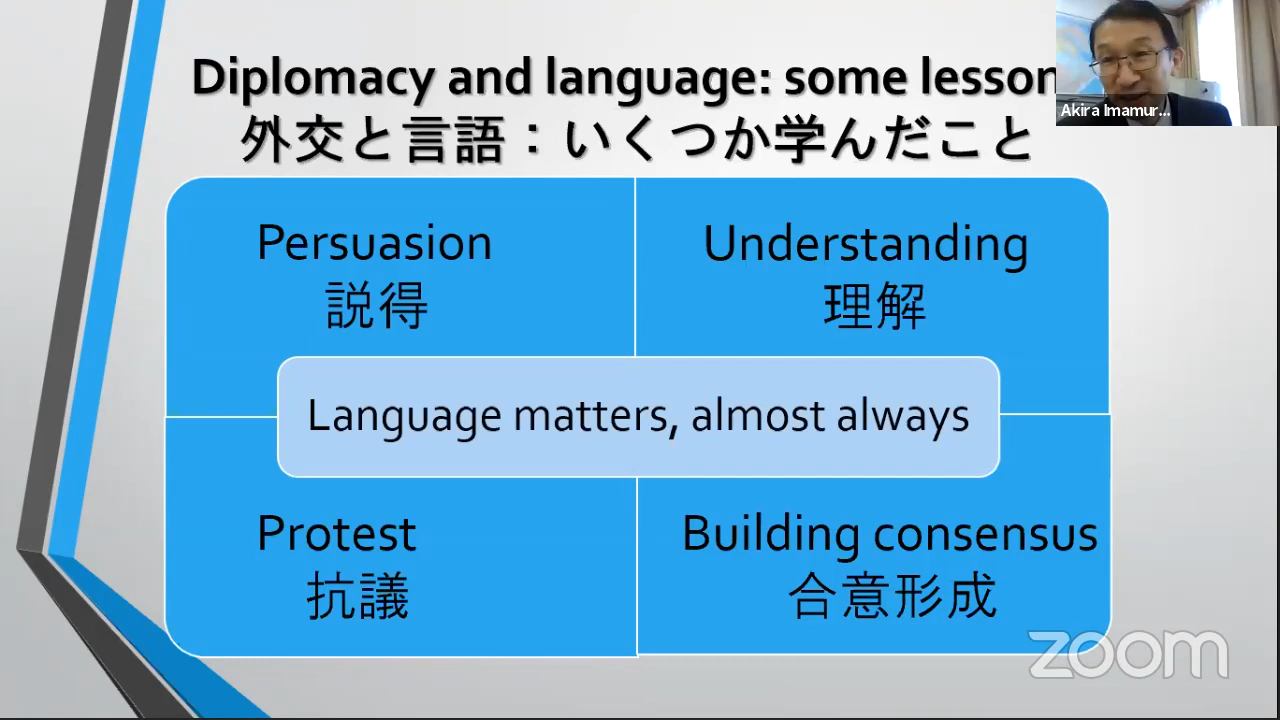 Diplomacy and language: some lesson
外交と言語：いくつか学んだこと
Akira Imamur...
Persuasion
説得
Understanding
理解
Language matters, almost always
Protest
抗議
Building consensus
合意形成
zoom